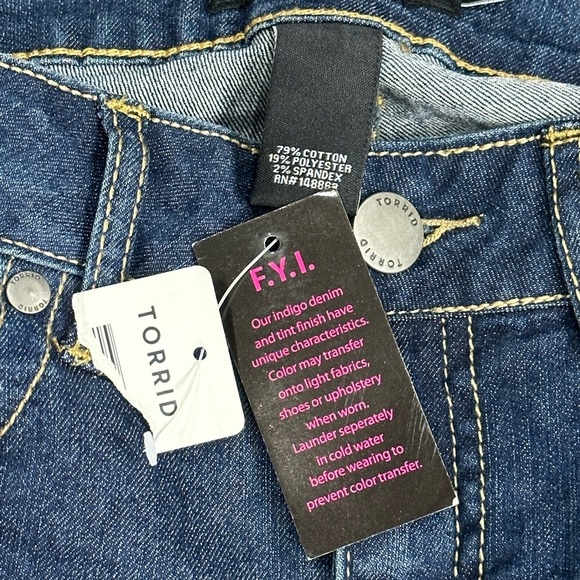 79% COTTON
19% POLYESTER
2% SPANDEX
TORRID
TORRID
TORRID
TORRID
TORRID
F.Y.I.
Our indigo denim
and tint finish have
unique characteristics.
Color may transfer
onto light fabrics,
shoes or upholstery
when worn.
Launder seperately
in cold water
before wearing to
prevent color transfer.